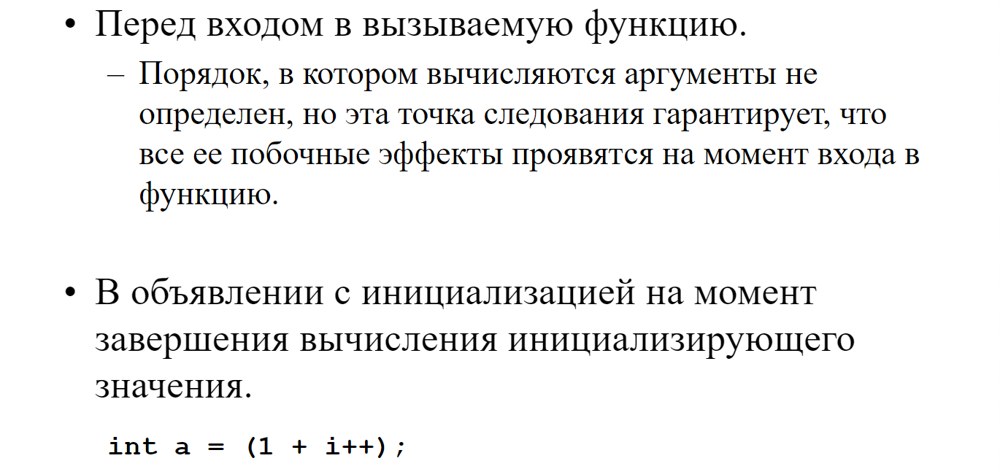 • Перед входом в вызываемую функцию.
– Порядок, в котором вычисляются аргументы не
определен, но эта точка следования гарантирует, что
все ее побочные эффекты проявятся на момент входа в
функцию.
• В объявлении с инициализацией на момент
завершения вычисления инициализирующего
значения.
int a = (1 + i++);